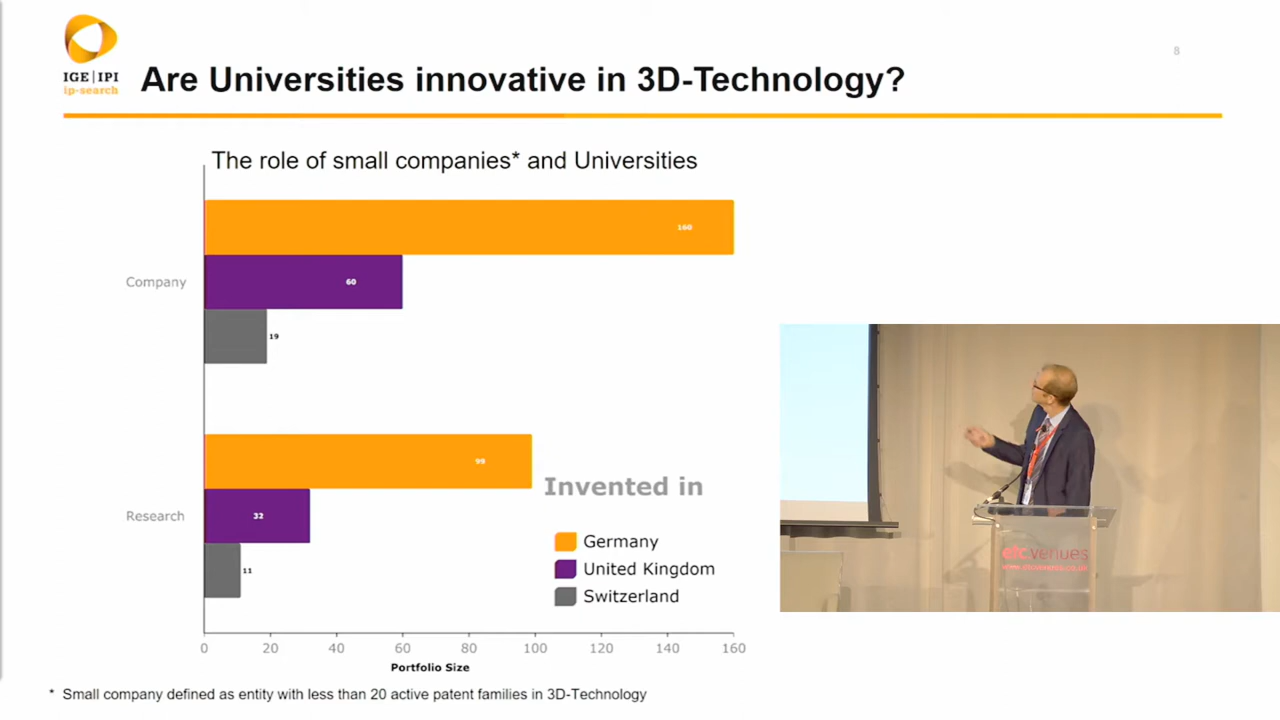 8
IGE | IPI
ip-search
Are Universities innovative in 3D-Technology?
The role of small companies* and Universities
160
Company
60
19
99
Research
32
11
Invented in
Germany
United Kingdom
Switzerland
0 20 40 60 80 100 120 140 160
Portfolio Size
* Small company defined as entity with less than 20 active patent families in 3D-Technology
etc.venues